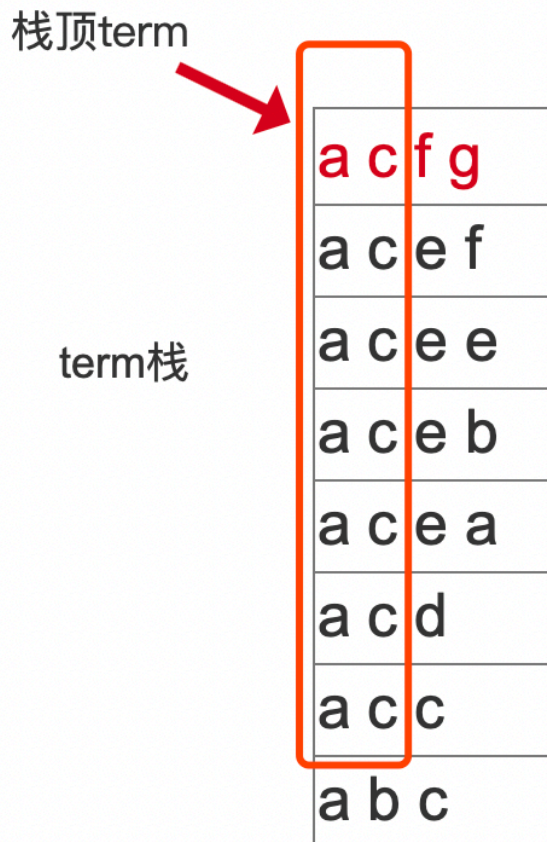 栈顶term
a c f g
a c e f
a c e e
term栈
a c e b
a c e a
a c d
a c c
a b c